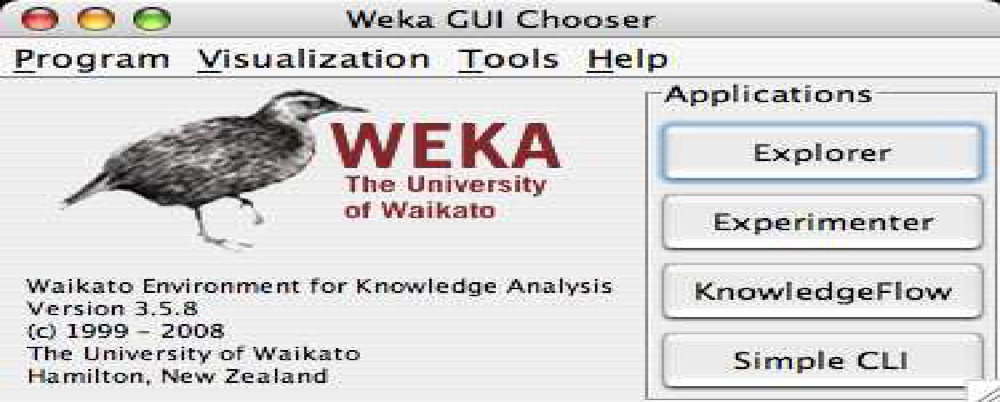 Weka GUI Chooser
Program Visualization Tools Help
WEKA
The University
of Waikato
Waikato Environment for Knowledge Analysis
Version 3.5.8
(c) 1999 – 2008
The University of Waikato
Hamilton, New Zealand
Applications
Explorer
Experimenter
KnowledgeFlow
Simple CLI